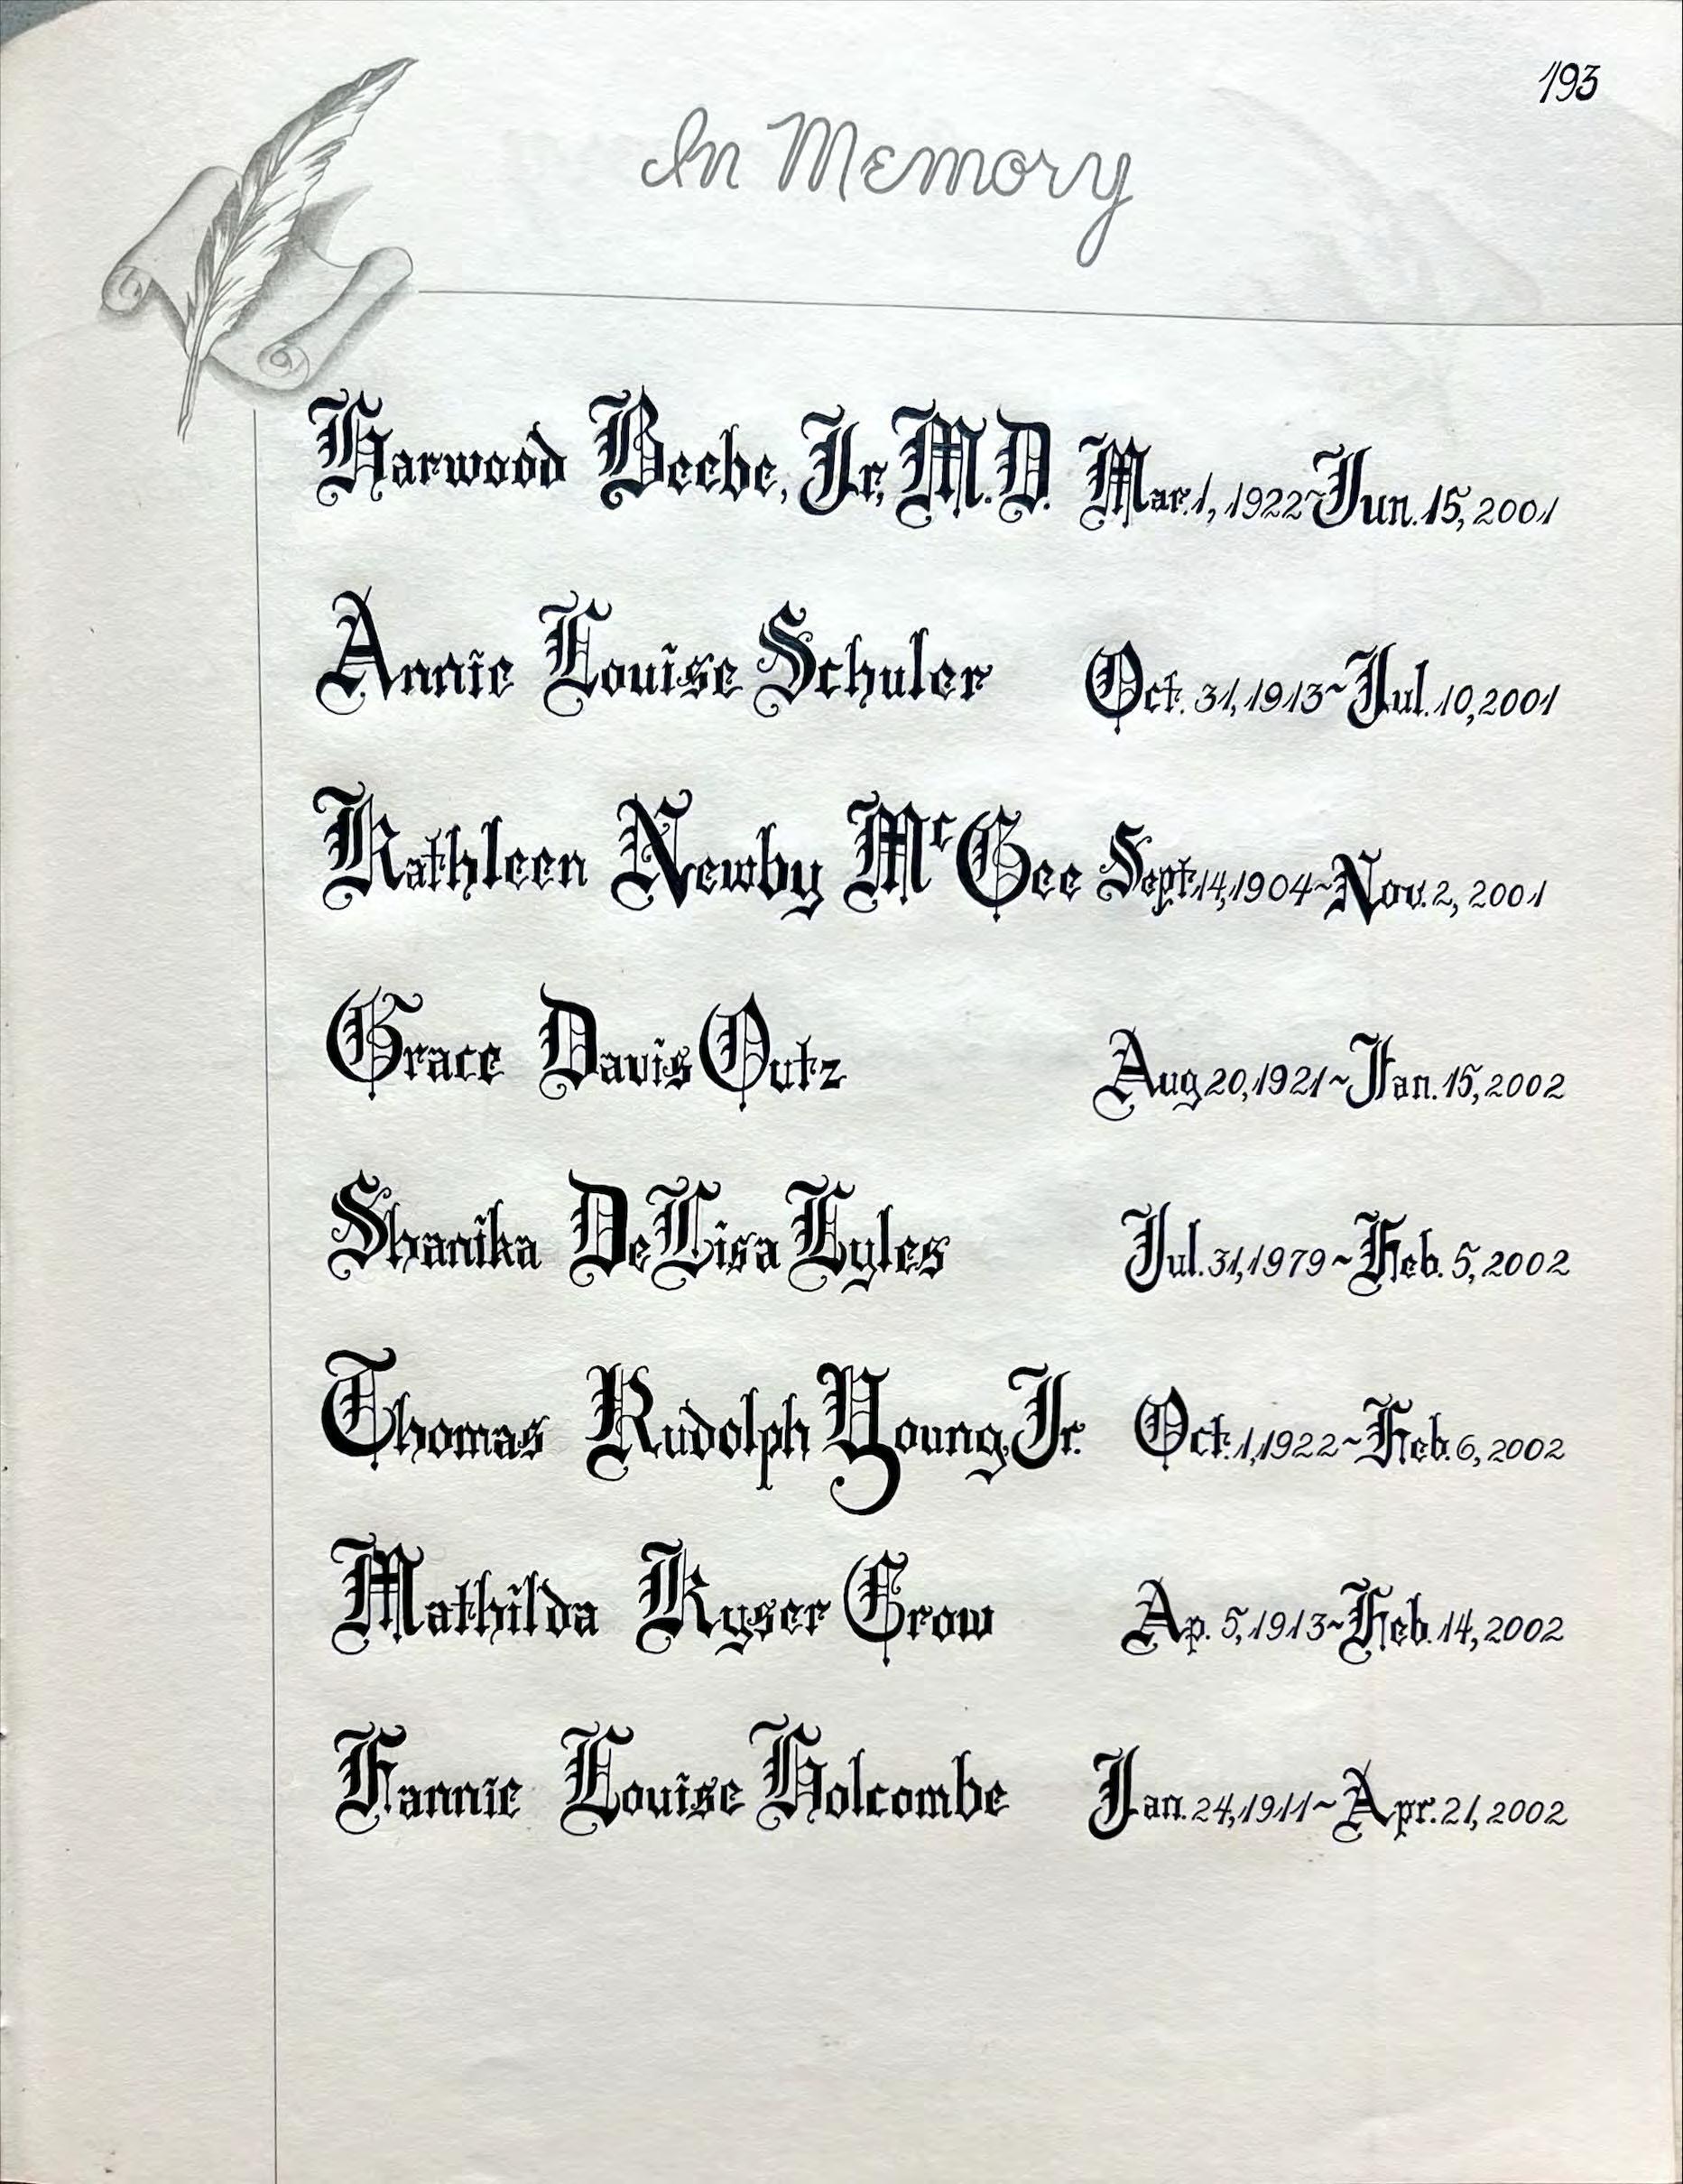 193
In Memory
Harwood Beebe, Jr., M.D. Mar. 1, 1922~Jun. 15, 2001
Annie Louise Schuler Oct. 31, 1913~Jul. 10, 2001
Kathleen Newby McGee Sept. 14, 1904~Nov. 2, 2001
Grace Davis Outz Aug 20, 1921~Jan. 15, 2002
Shanika DeLisa Lyles Jul. 31, 1979~Feb. 5, 2002
Thomas Rudolph Young, Jr. Oct. 1, 1922~Feb. 6, 2002
Mathilda Kyser Crow Ap. 5, 1913~Feb. 14, 2002
Fannie Louise Holcombe Jan. 24, 1911~Apr. 21, 2002